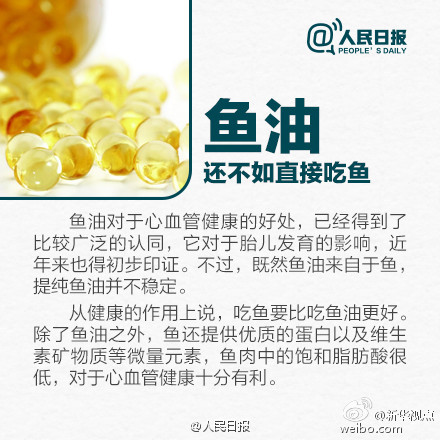 @人民日报
PEOPLE'S DAILY
鱼油
还不如直接吃鱼
鱼油对于心血管健康的好处，已经得到了
比较广泛的认同，它对于胎儿发育的影响，近
年来也得初步印证。不过，既然鱼油来自于鱼，
提纯鱼油并不稳定。
从健康的作用上说，吃鱼要比吃鱼油更好。
除了鱼油之外，鱼还提供优质的蛋白以及维生
素矿物质等微量元素，鱼肉中的饱和脂肪酸很
低，对于心血管健康十分有利。
@人民日报
@新华视点
weibo.com